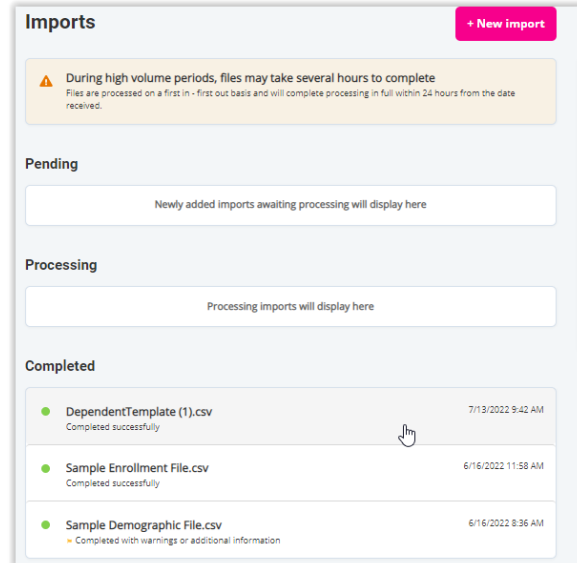 Imports
+ New import
During high volume periods, files may take several hours to complete
Files are processed on a first in - first out basis and will complete processing in full within 24 hours from the date
received.
Pending
Newly added imports awaiting processing will display here
Processing
Processing imports will display here
Completed
DependentTemplate (1).csv
7/13/2022 9:42 AM
Completed successfully
Sample Enrollment File.csv
6/16/2022 11:58 AM
Completed successfully
Sample Demographic File.csv
6/16/2022 8:36 AM
Completed with warnings or additional information